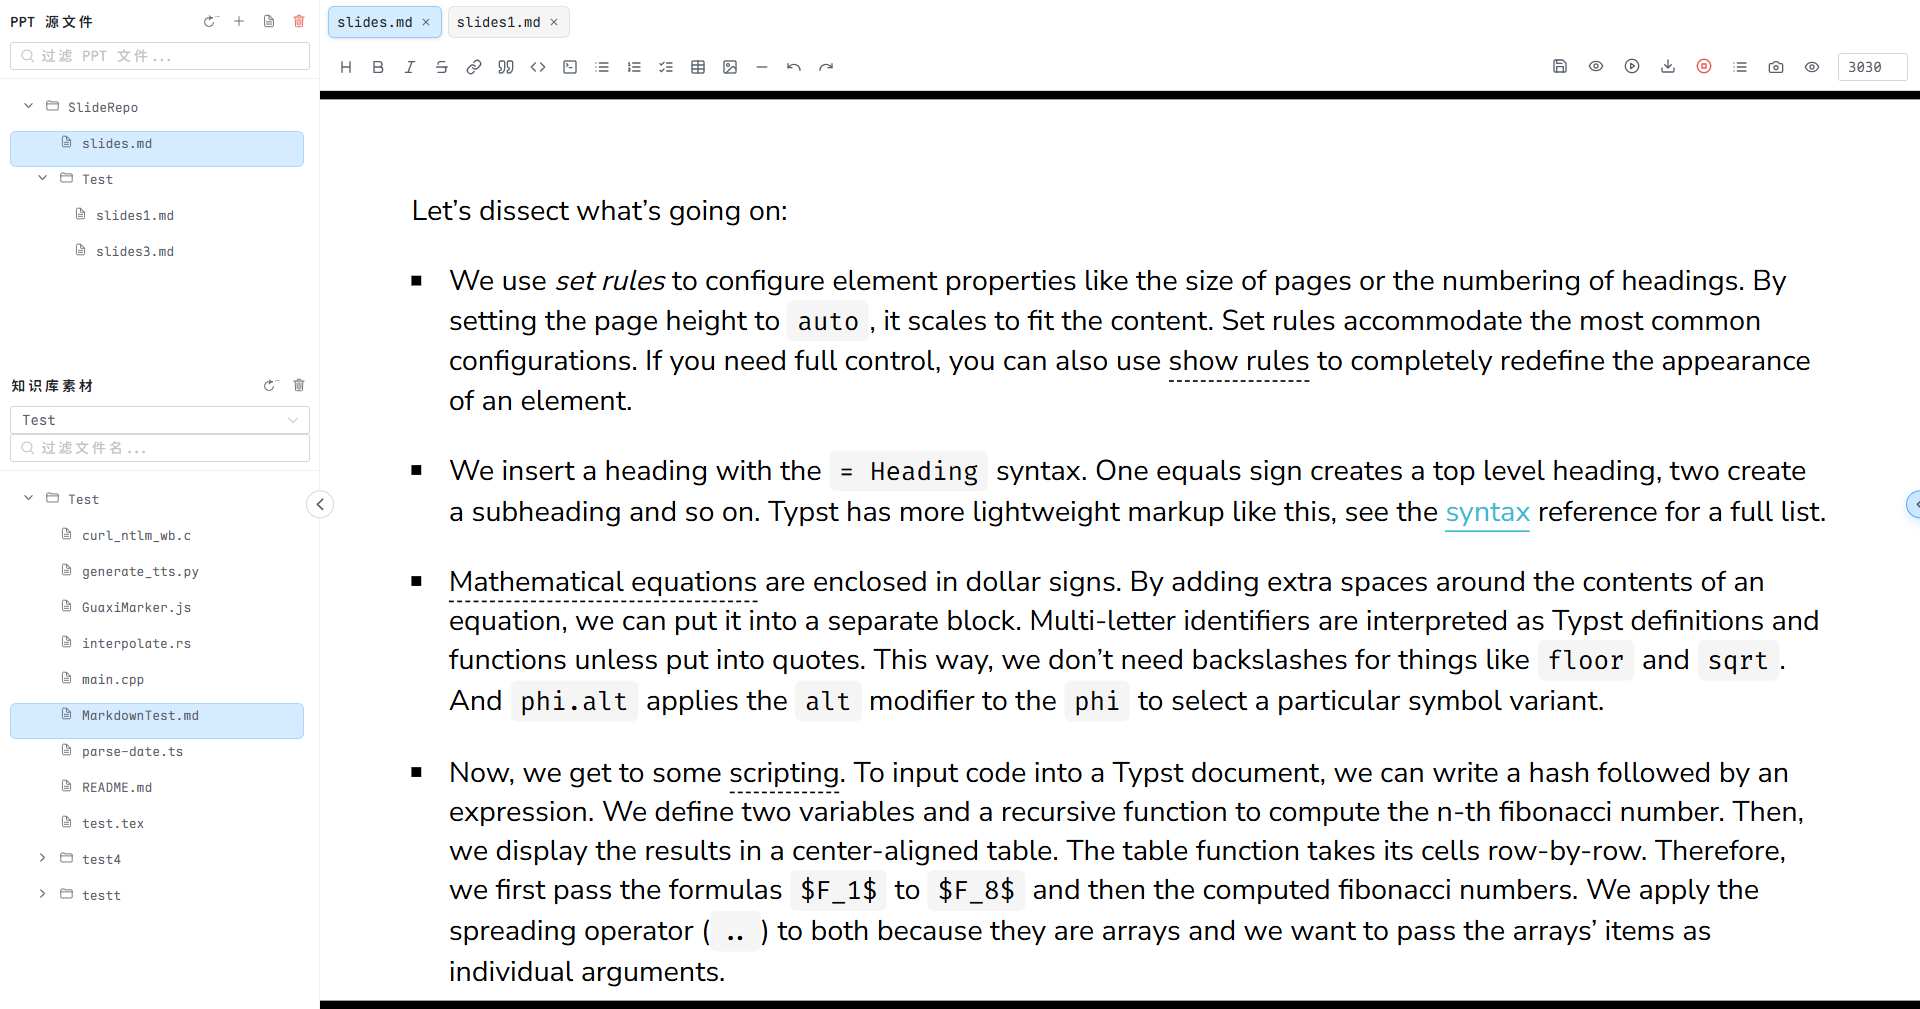 PPT 源文件
过滤 PPT 文件...
SlideRepo
slides.md
Test
slides1.md
slides3.md
知识库素材
Test
过滤文件名...
Test
curl_ntlm_wb.c
generate_tts.py
GuaxiMarker.js
interpolate.rs
main.cpp
MarkdownTest.md
parse-date.ts
README.md
test.tex
test4
testt
slides.md ×
slides1.md ×
3030
Let’s dissect what’s going on:
We use set rules to configure element properties like the size of pages or the numbering of headings. By
setting the page height to auto , it scales to fit the content. Set rules accommodate the most common
configurations. If you need full control, you can also use show rules to completely redefine the appearance
of an element.
We insert a heading with the = Heading syntax. One equals sign creates a top level heading, two create
a subheading and so on. Typst has more lightweight markup like this, see the syntax reference for a full list.
Mathematical equations are enclosed in dollar signs. By adding extra spaces around the contents of an
equation, we can put it into a separate block. Multi-letter identifiers are interpreted as Typst definitions and
functions unless put into quotes. This way, we don’t need backslashes for things like floor and sqrt .
And phi.alt applies the alt modifier to the phi to select a particular symbol variant.
Now, we get to some scripting. To input code into a Typst document, we can write a hash followed by an
expression. We define two variables and a recursive function to compute the n-th fibonacci number. Then,
we display the results in a center-aligned table. The table function takes its cells row-by-row. Therefore,
we first pass the formulas $F_1$ to $F_8$ and then the computed fibonacci numbers. We apply the
spreading operator ( .. ) to both because they are arrays and we want to pass the arrays’ items as
individual arguments.